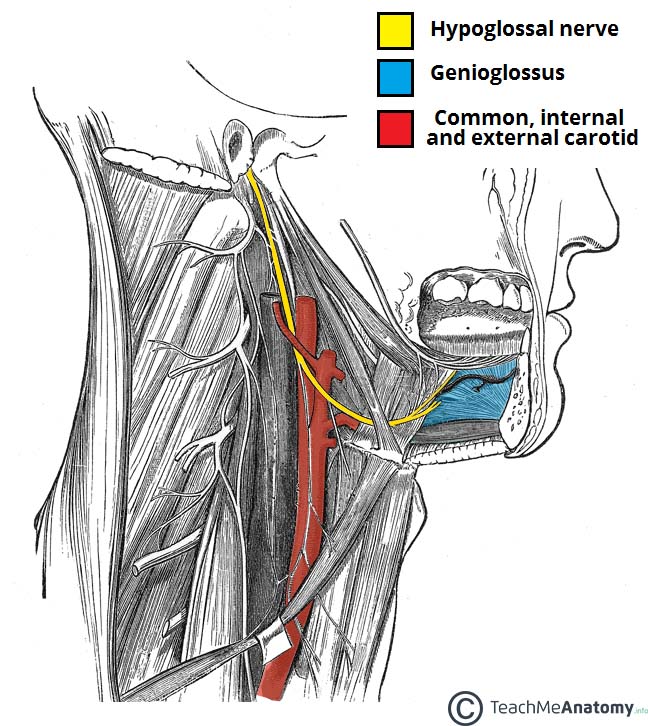 Hypoglossal nerve
Genioglossus
Common, internal
and external carotid
© TeachMeAnatomy.info